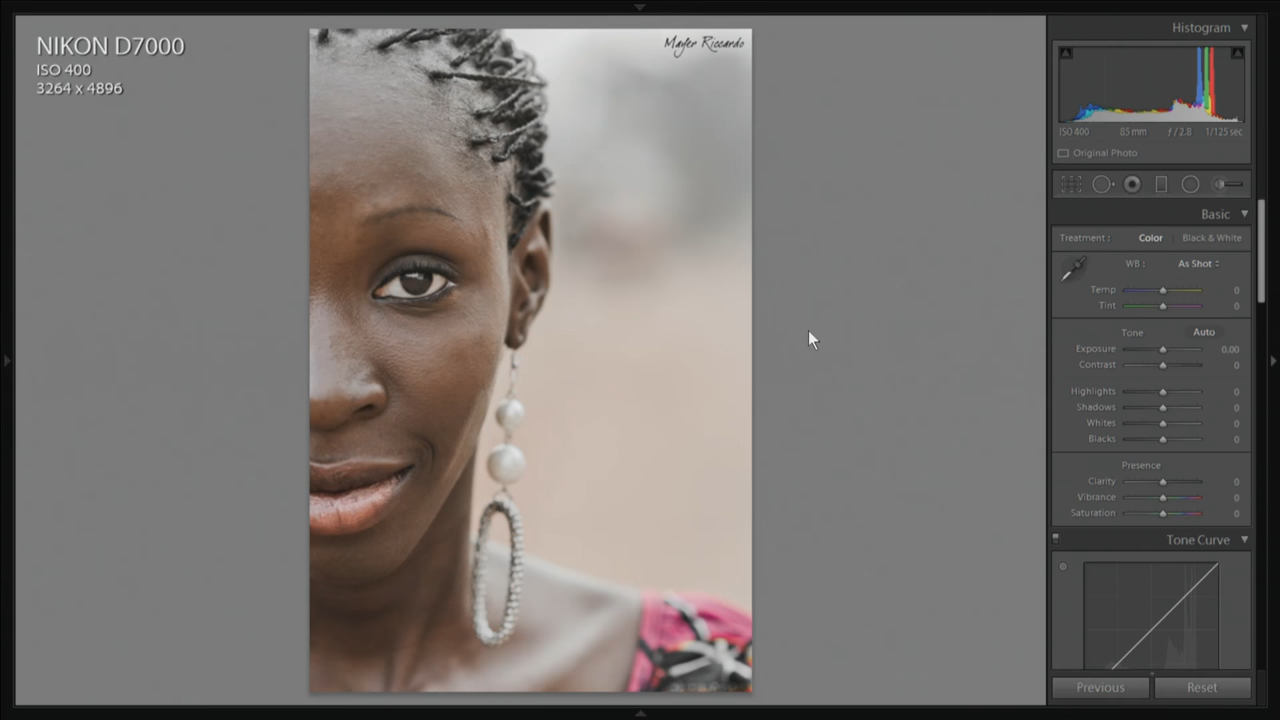 NIKON D7000
ISO 400
3264 x 4896
Mayer Riccardo
Histogram
ISO 400 85 mm ƒ / 2.8 1/125 sec
Original Photo
Basic
Treatment : Color Black & White
WB : As Shot
Temp 0
Tint 0
Tone Auto
Exposure 0.00
Contrast 0
Highlights 0
Shadows 0
Whites 0
Blacks 0
Presence
Clarity 0
Vibrance 0
Saturation 0
Tone Curve
Previous Reset